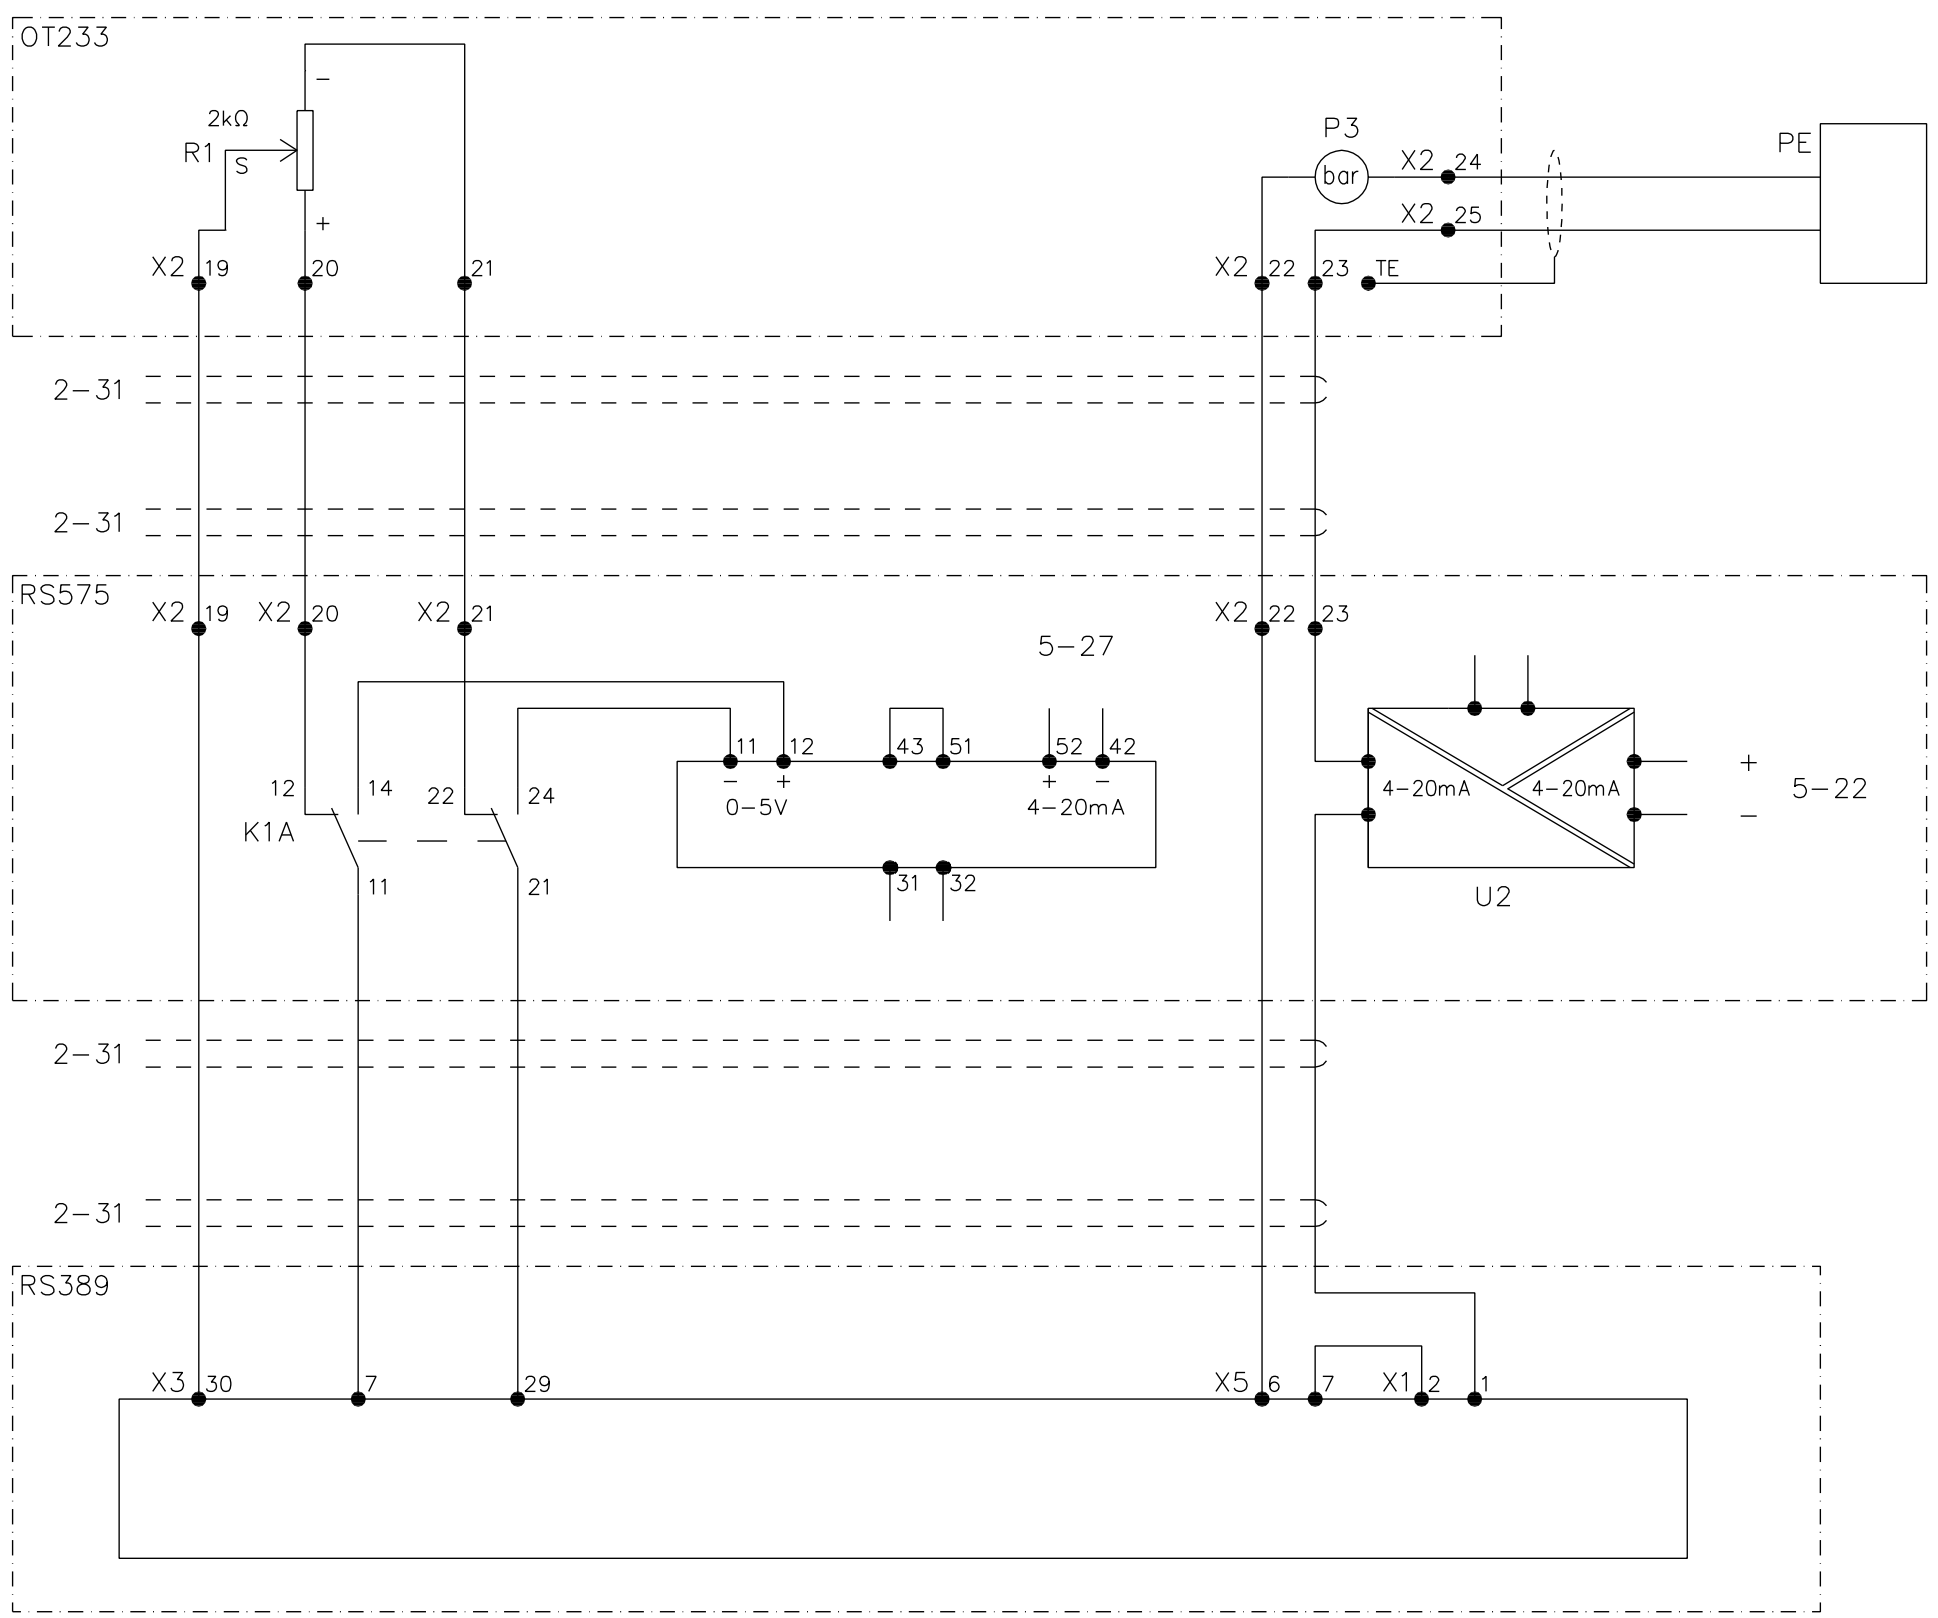 OT233
−
2kΩ
R1 S
+
X2 19 20 21
P3
bar
X2 24
X2 25
PE
X2 22 23 TE
2-31
2-31
RS575
X2 19 X2 20 X2 21 X2 22 23
5-27
11 12 43 51 52 42
− + + −
0-5V 4-20mA
12 14 22 24
K1A
11 21
31 32
4-20mA 4-20mA
+
−
5-22
U2
2-31
2-31
RS389
X3 30 7 29 X5 6 7 X1 2 1